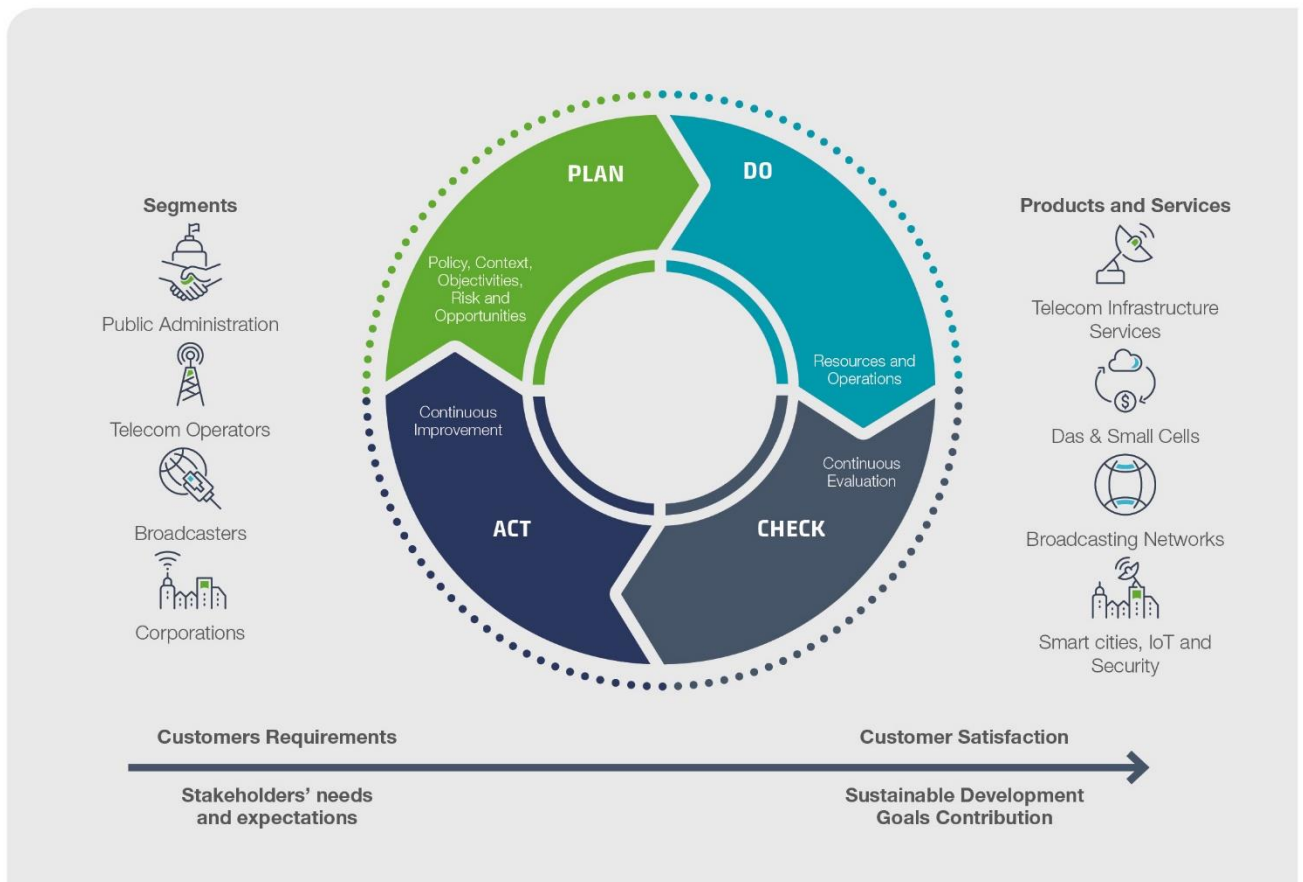 Segments
Public Administration
Telecom Operators
Broadcasters
Corporations
PLAN
Policy, Context,
Objectivities,
Risk and
Opportunities
DO
Resources and
Operations
CHECK
Continuous
Evaluation
ACT
Continuous
Improvement
Products and Services
Telecom Infrastructure
Services
$
Das & Small Cells
Broadcasting Networks
Smart cities, IoT and
Security
Customers Requirements
Customer Satisfaction
Stakeholders’ needs
and expectations
Sustainable Development
Goals Contribution